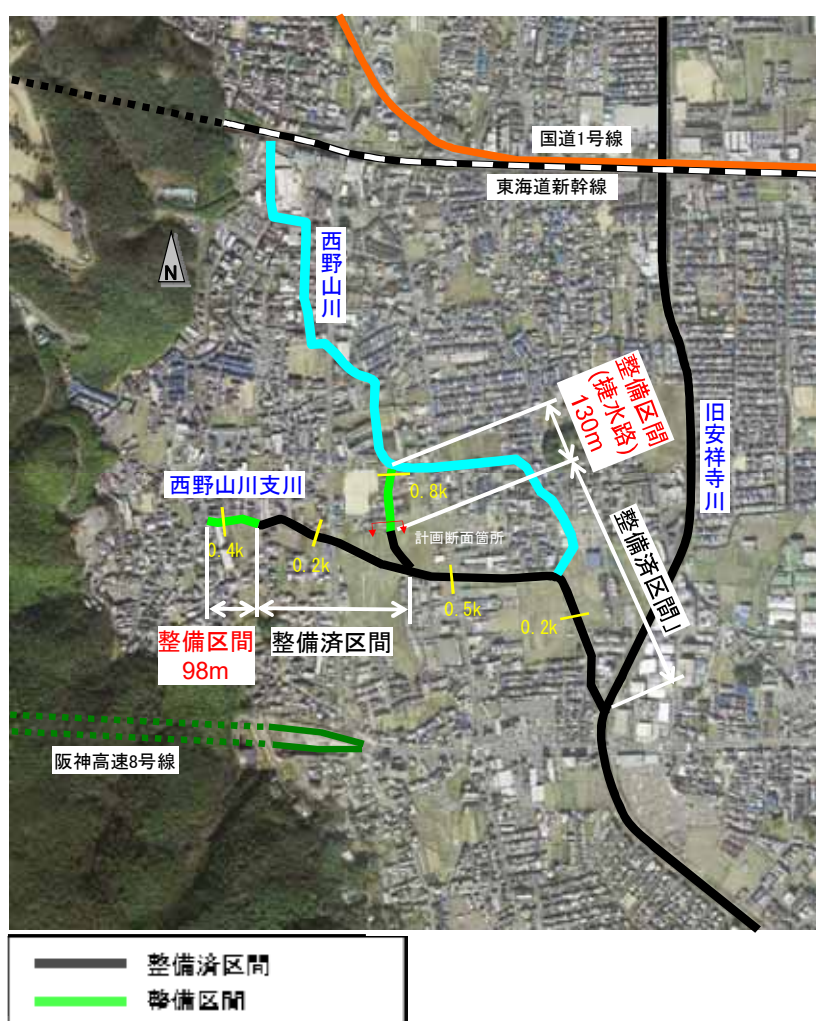 国道1号線
東海道新幹線
西野山川
N
整備区間
(捷水路)
130m
旧安祥寺川
西野山川支川
0.8k
計画断面箇所
0.4k
0.2k
0.5k
0.2k
整備済区間」
整備区間
98m
整備済区間
阪神高速8号線
整備済区間
整備区間